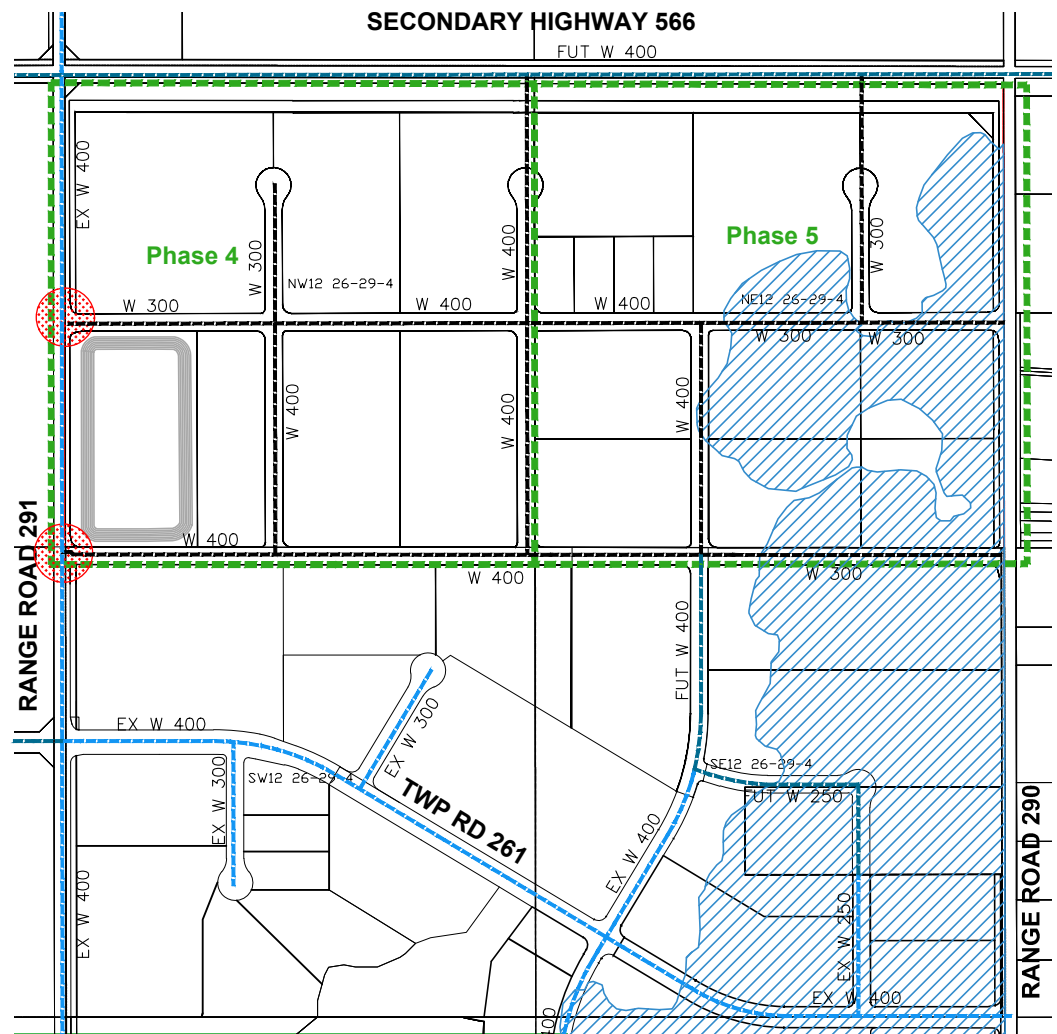 SECONDARY HIGHWAY 566
FUT W 400
EX W 400
Phase 4
W 300
NW12 26-29-4
W 300
W 400
W 400
W 400
Phase 5
W 300
NE12 26-29-4
W 300
W 300
W 400
W 400
W 400
W 400
W 400
W 300
RANGE ROAD 291
FUT W 400
EX W 400
EX W 300
EX W 300
SW12 26-29-4
TWP RD 261
SE12 26-29-4
FUT W 250
EX W 400
EX W 400
EX W 250
EX W 400
RANGE ROAD 290
400